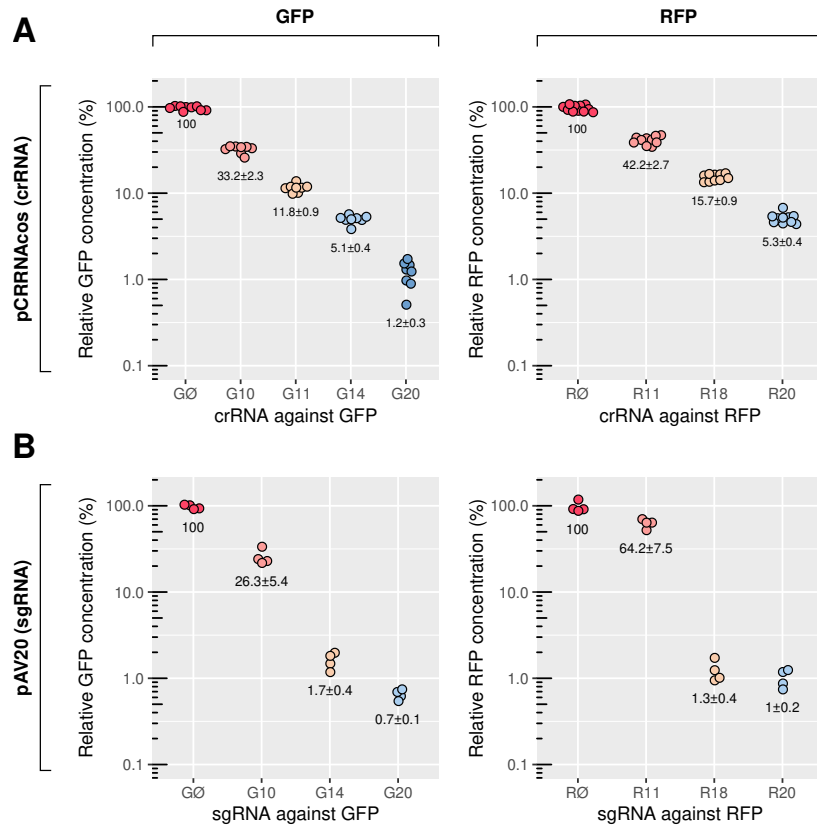 GFP
RFP
A
pCRRNAcos (crRNA)
Relative GFP concentration (%)
100.0
10.0
1.0
0.1
100
33.2±2.3
11.8±0.9
5.1±0.4
1.2±0.3
GØ G10 G11 G14 G20
crRNA against GFP
Relative RFP concentration (%)
100.0
10.0
1.0
0.1
100
42.2±2.7
15.7±0.9
5.3±0.4
RØ R11 R18 R20
crRNA against RFP
B
pAV20 (sgRNA)
Relative GFP concentration (%)
100.0
10.0
1.0
0.1
100
26.3±5.4
1.7±0.4
0.7±0.1
GØ G10 G14 G20
sgRNA against GFP
Relative RFP concentration (%)
100.0
10.0
1.0
0.1
100
64.2±7.5
1.3±0.4
1±0.2
RØ R11 R18 R20
sgRNA against RFP